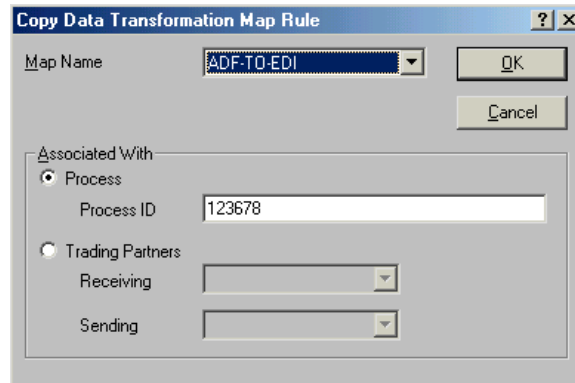 Copy Data Transformation Map Rule
Map Name
ADF-TO-EDI
OK
Cancel
Associated With
Process
Process ID
123678
Trading Partners
Receiving
Sending